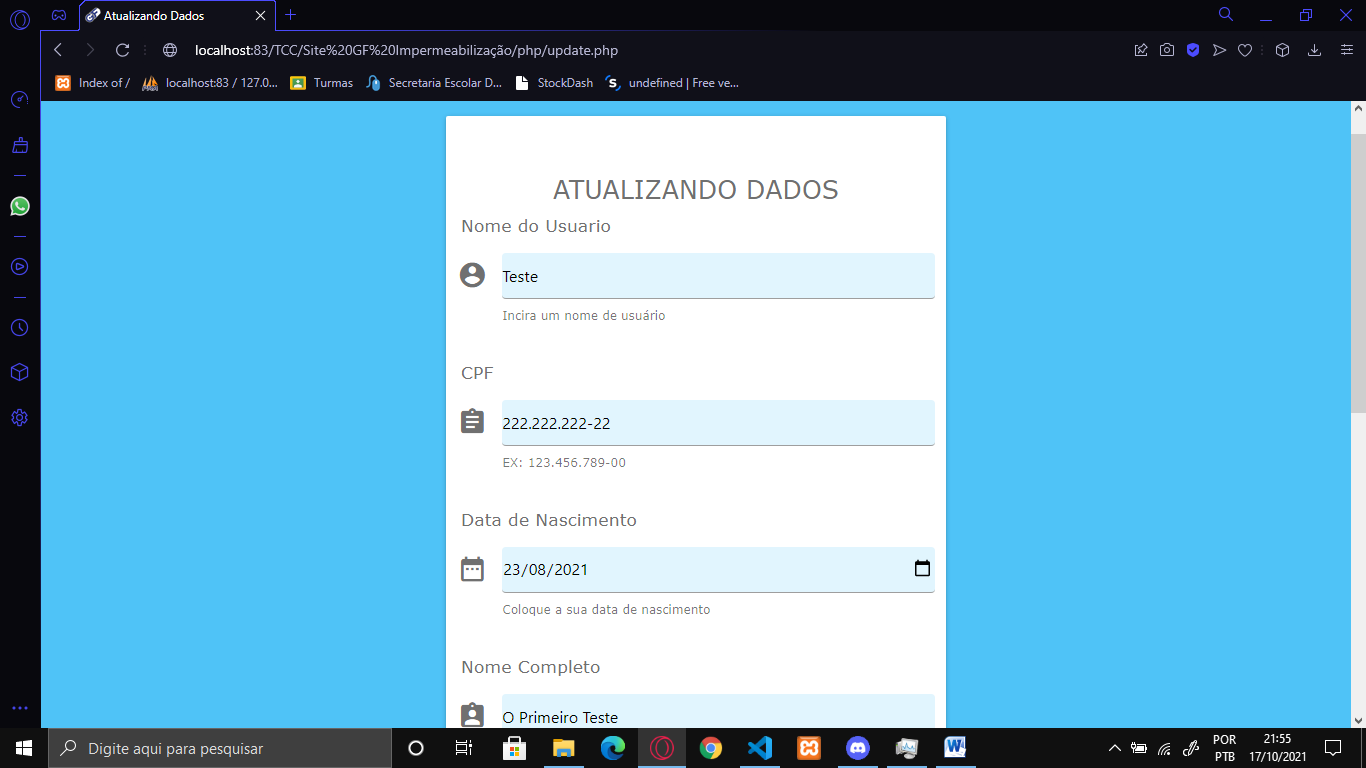 Atualizando Dados
localhost:83/TCC/Site%20GF%20Impermeabilização/php/update.php
Index of /
localhost:83 / 127.0...
Turmas
Secretaria Escolar D...
StockDash
undefined | Free ve...
ATUALIZANDO DADOS
Nome do Usuario
Teste
Incira um nome de usuário
CPF
222.222.222-22
EX: 123.456.789-00
Data de Nascimento
23/08/2021
Coloque a sua data de nascimento
Nome Completo
O Primeiro Teste
Digite aqui para pesquisar
POR
PTB
21:55
17/10/2021